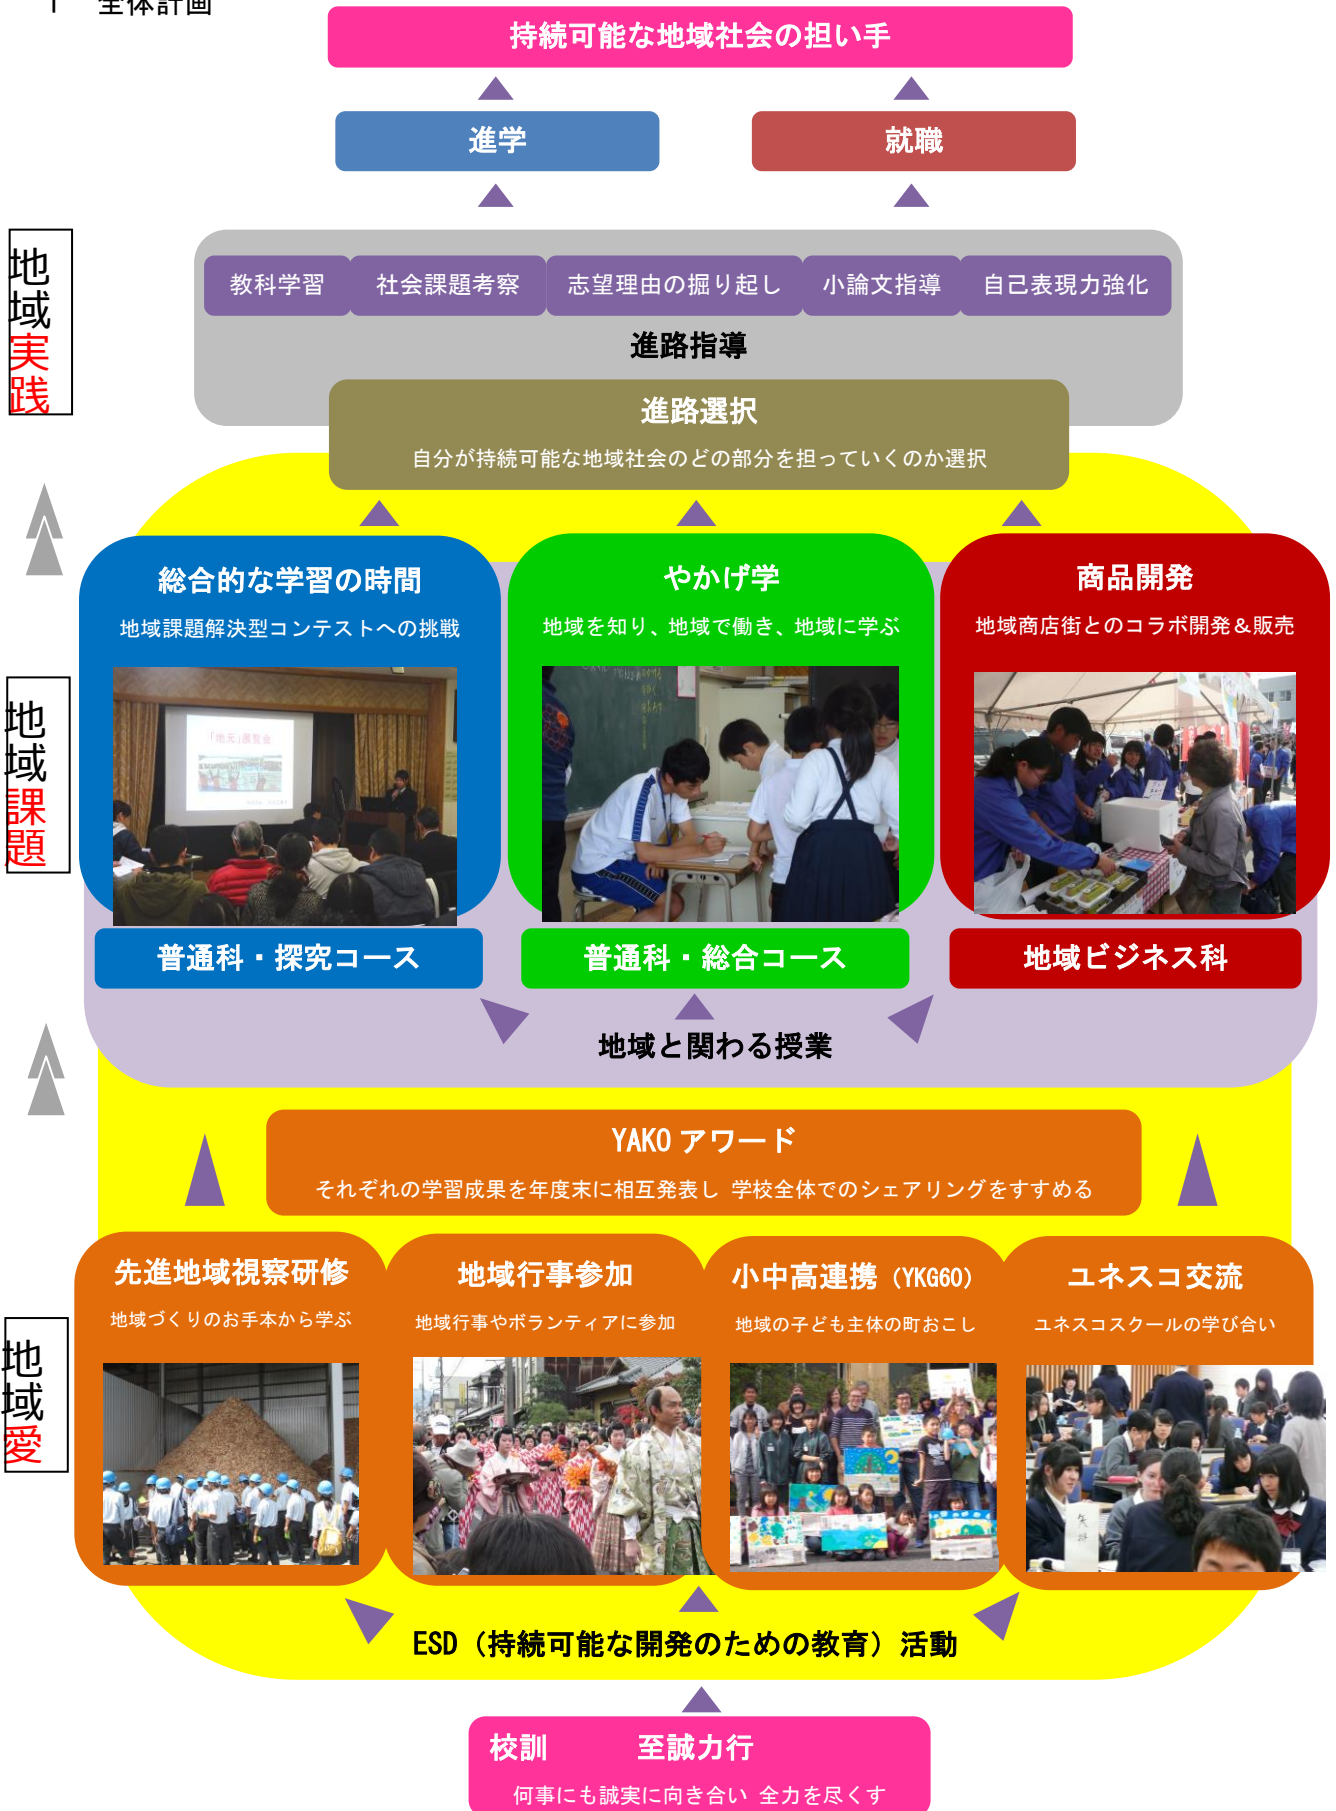 1　全体計画
持続可能な地域社会の担い手
進学
就職
地域実践
教科学習
社会課題考察
志望理由の掘り起し
小論文指導
自己表現力強化
進路指導
進路選択
自分が持続可能な地域社会のどの部分を担っていくのか選択
総合的な学習の時間
地域課題解決型コンテストへの挑戦
やかげ学
地域を知り、地域で働き、地域に学ぶ
商品開発
地域商店街とのコラボ開発＆販売
地域課題
「地元」展覧会
普通科・探究コース
普通科・総合コース
地域ビジネス科
地域と関わる授業
YAKO アワード
それぞれの学習成果を年度末に相互発表し 学校全体でのシェアリングをすすめる
地域愛
先進地域視察研修
地域づくりのお手本から学ぶ
地域行事参加
地域行事やボランティアに参加
小中高連携（YKG60）
地域の子ども主体の町おこし
ユネスコ交流
ユネスコスクールの学び合い
ESD（持続可能な開発のための教育）活動
校訓　　　至誠力行
何事にも誠実に向き合い 全力を尽くす